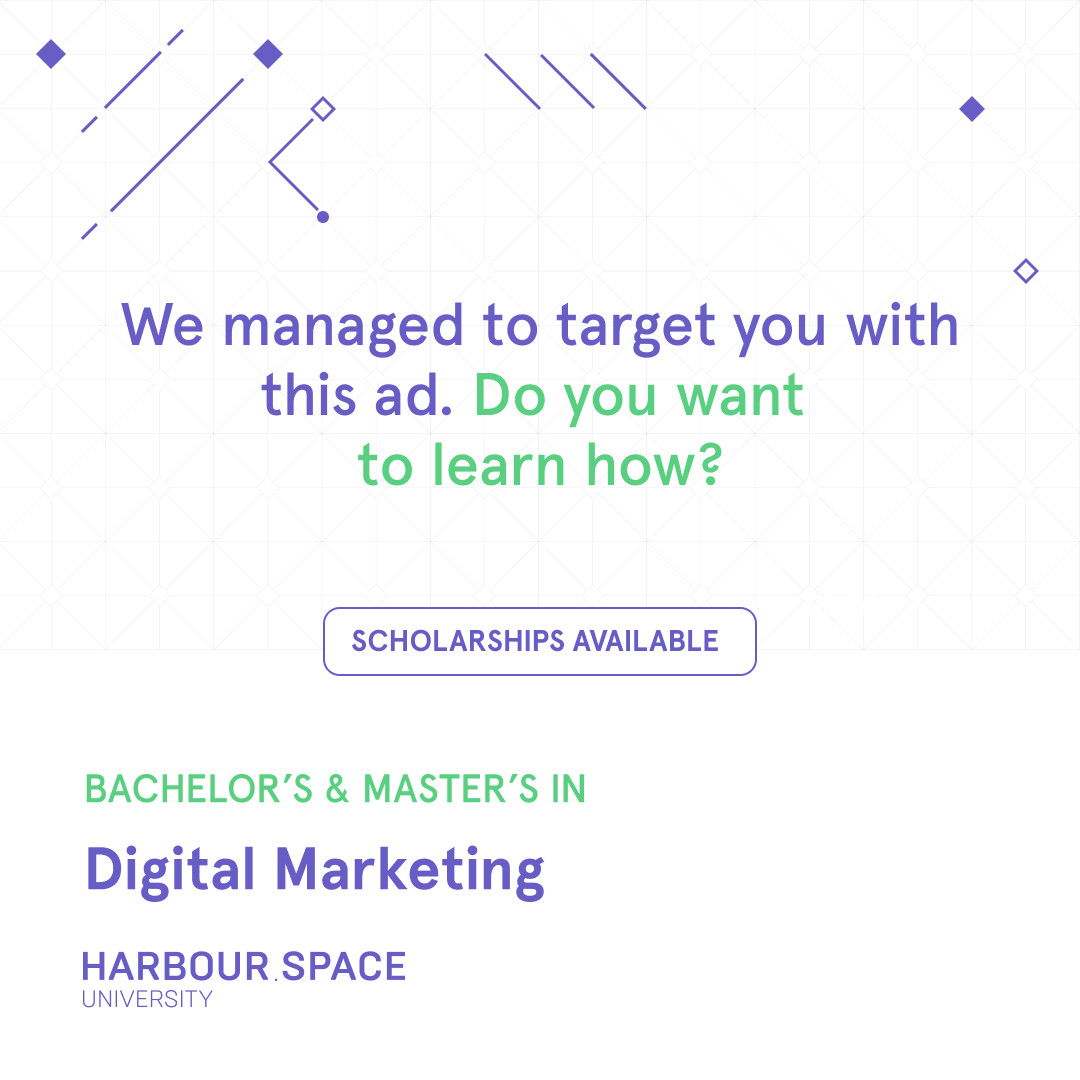 We managed to target you with
this ad. Do you want
to learn how?
SCHOLARSHIPS AVAILABLE
BACHELOR’S & MASTER’S IN
Digital Marketing
HARBOUR.SPACE
UNIVERSITY